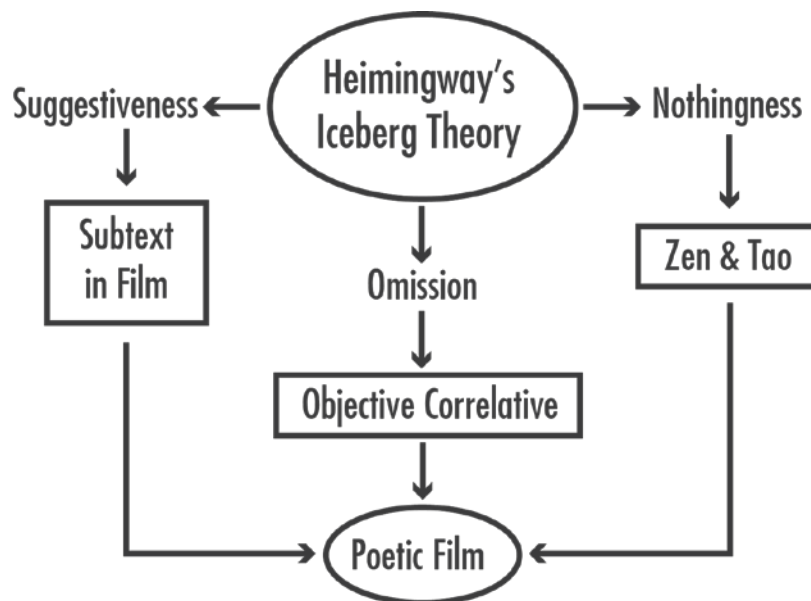 Heimingway's
Iceberg Theory
Suggestiveness
Nothingness
Subtext
in Film
Omission
Zen & Tao
Objective Correlative
Poetic Film